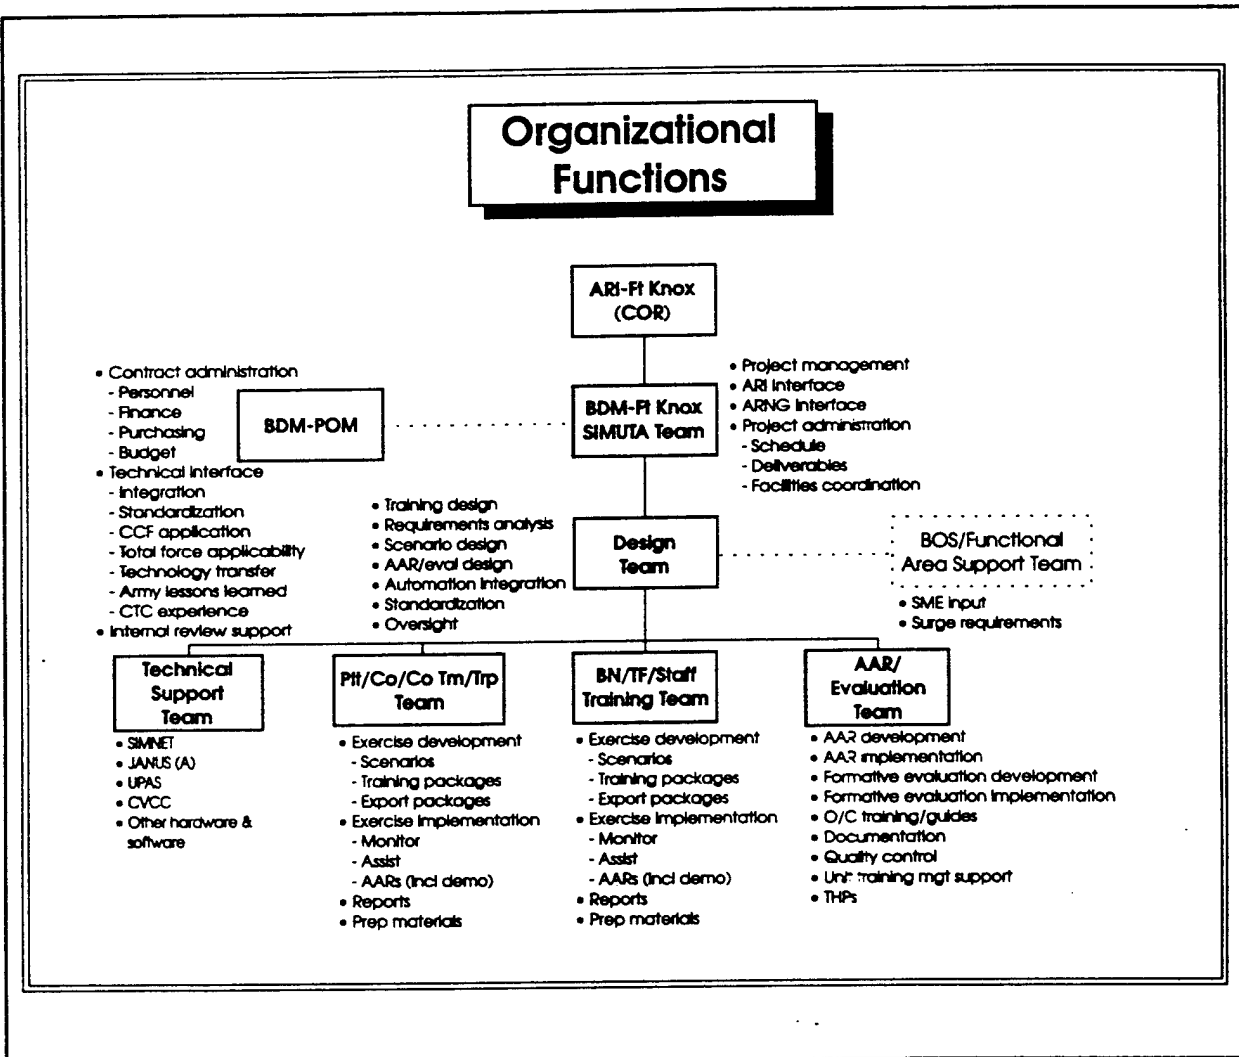 Organizational
Functions
ARI-Ft Knox
(COR)
• Contract administration
- Personnel
- Finance
- Purchasing
- Budget
• Technical interface
- Integration
- Standardization
- CCF application
- Total force applicability
- Technology transfer
- Army lessons learned
- CTC experience
• Internal review support
BDM-POM
BDM-Ft Knox
SIMUTA Team
• Project management
• ARI Interface
• ARNG Interface
• Project administration
- Schedule
- Deliverables
- Facilities coordination
• Training design
• Requirements analysis
• Scenario design
• AAR/eval design
• Automation integration
• Standardization
• Oversight
Design
Team
BOS/Functional
Area Support Team
• SME input
• Surge requirements
Technical
Support
Team
• SIMNET
• JANUS (A)
• UPAS
• CVCC
• Other hardware &
software
Plt/Co/Co Tm/Trp
Team
• Exercise development
- Scenarios
- Training packages
- Export packages
• Exercise implementation
- Monitor
- Assist
- AARs (incl demo)
• Reports
• Prep materials
BN/TF/Staff
Training Team
• Exercise development
- Scenarios
- Training packages
- Export packages
• Exercise implementation
- Monitor
- Assist
- AARs (incl demo)
• Reports
• Prep materials
AAR/
Evaluation
Team
• AAR development
• AAR implementation
• Formative evaluation development
• Formative evaluation implementation
• O/C training/guides
• Documentation
• Quality control
• Unit training mgt support
• THPs